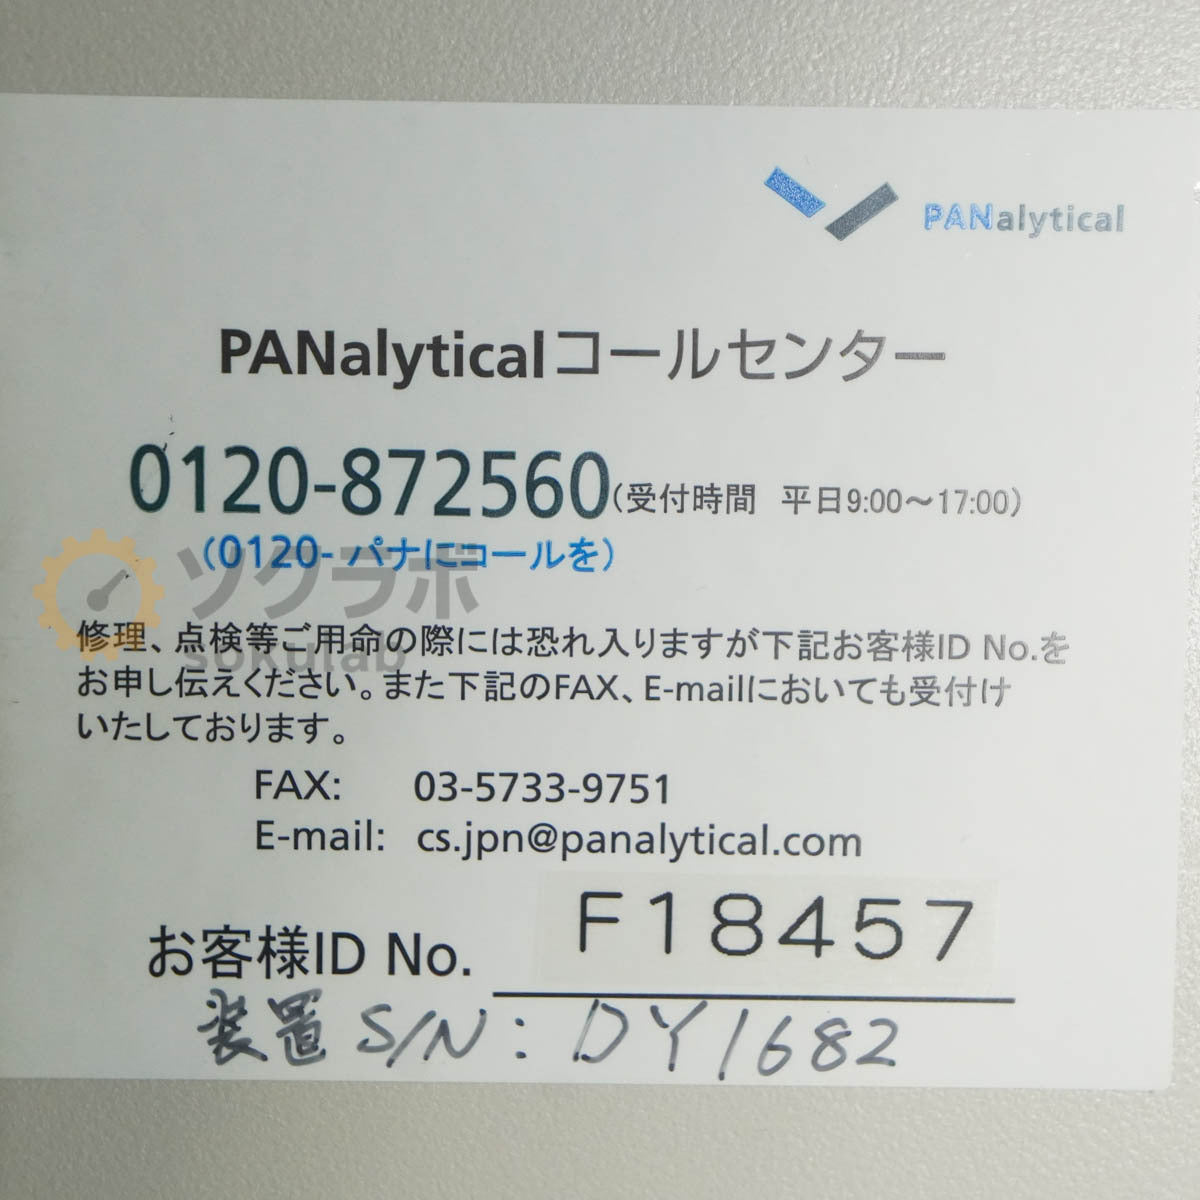 PANalytical
PANalyticalコールセンター
0120-872560(受付時間 平日9:00～17:00)
(0120- パナにコールを)
ソクラボ
sokulab
修理、点検等ご用命の際には恐れ入りますが下記お客様ID No.を
お申し伝えください。また下記のFAX、E-mailにおいても受付け
いたしております。
FAX: 03-5733-9751
E-mail: cs.jpn@panalytical.com
お客様ID No. F18457
装置 S/N: DY1682